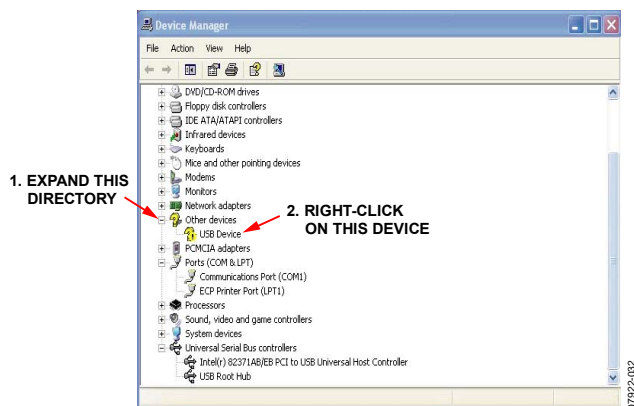 Device Manager
File Action View Help
DVD/CD-ROM drives
Floppy disk controllers
IDE ATA/ATAPI controllers
Infrared devices
Keyboards
Mice and other pointing devices
Modems
Monitors
Network adapters
Other devices
USB Device
PCMCIA adapters
Ports (COM & LPT)
Communications Port (COM1)
ECP Printer Port (LPT1)
Processors
Sound, video and game controllers
System devices
Universal Serial Bus controllers
Intel(r) 82371AB/EB PCI to USB Universal Host Controller
USB Root Hub
1. EXPAND THIS
DIRECTORY
2. RIGHT-CLICK
ON THIS DEVICE
07922-032